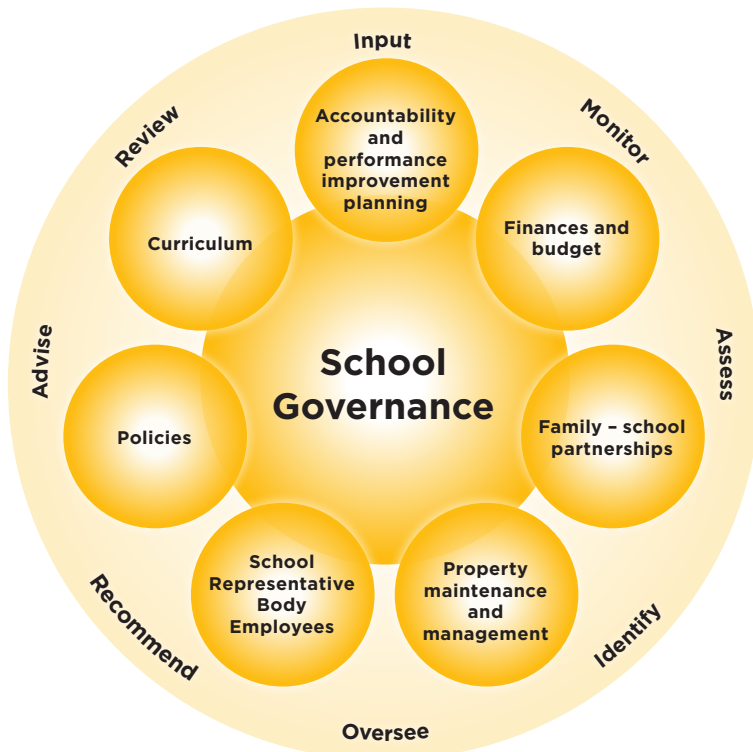 Input
Monitor
Assess
Identify
Oversee
Recommend
Advise
Review
Accountability
and
performance
improvement
planning
Finances and
budget
Family – school
partnerships
Property
maintenance
and
management
School
Representative
Body
Employees
Policies
Curriculum
School
Governance